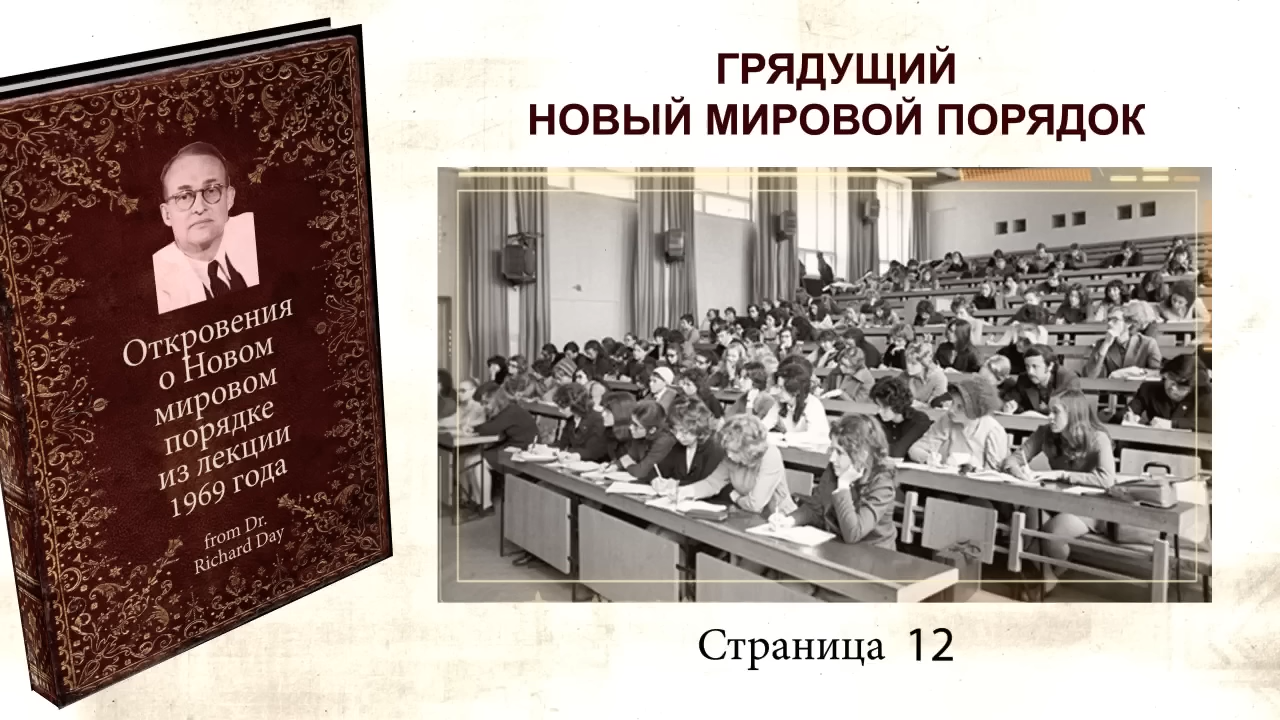 Откровения
о Новом
мировом
порядке
из лекции
1969 года
from Dr.
Richard Day
ГРЯДУЩИЙ
НОВЫЙ МИРОВОЙ ПОРЯДОК
Страница 12